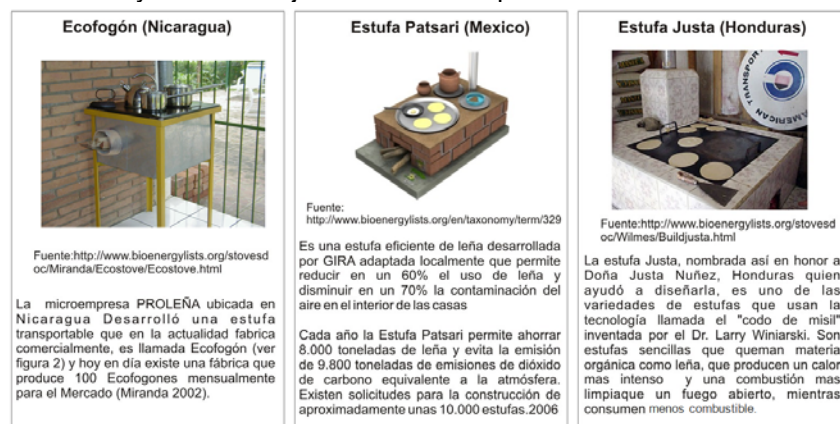 Ecofogón (Nicaragua)
Fuente:http://www.bioenergylists.org/stovesd
oc/Miranda/Ecostove/Ecostove.html
La microempresa PROLEÑA ubicada en
Nicaragua Desarrolló una estufa
transportable que en la actualidad fabrica
comercialmente, es llamada Ecofogón (ver
figura 2) y hoy en día existe una fábrica que
produce 100 Ecofogones mensualmente
para el Mercado (Miranda 2002).
Estufa Patsari (Mexico)
Fuente:
http://www.bioenergylists.org/en/taxonomy/term/329
Es una estufa eficiente de leña desarrollada
por GIRA adaptada localmente que permite
reducir en un 60% el uso de leña y
disminuir en un 70% la contaminación del
aire en el interior de las casas
Cada año la Estufa Patsari permite ahorrar
8.000 toneladas de leña y evita la emisión
de 9.800 toneladas de emisiones de dióxido
de carbono equivalente a la atmósfera.
Existen solicitudes para la construcción de
aproximadamente unas 10.000 estufas.2006
Estufa Justa (Honduras)
AMERICAN TRANSPORT
Fuente:http://www.bioenergylists.org/stovesd
oc/Wilmes/Buildjusta.html
La estufa Justa, nombrada así en honor a
Doña Justa Nuñez, Honduras quien
ayudó a diseñarla, es uno de las
variedades de estufas que usan la
tecnología llamada el "codo de misil"
inventada por el Dr. Larry Winiarski. Son
estufas sencillas que queman materia
orgánica como leña, que producen un calor
mas intenso y una combustión mas
limpiaque un fuego abierto, mientras
consumen menos combustible.